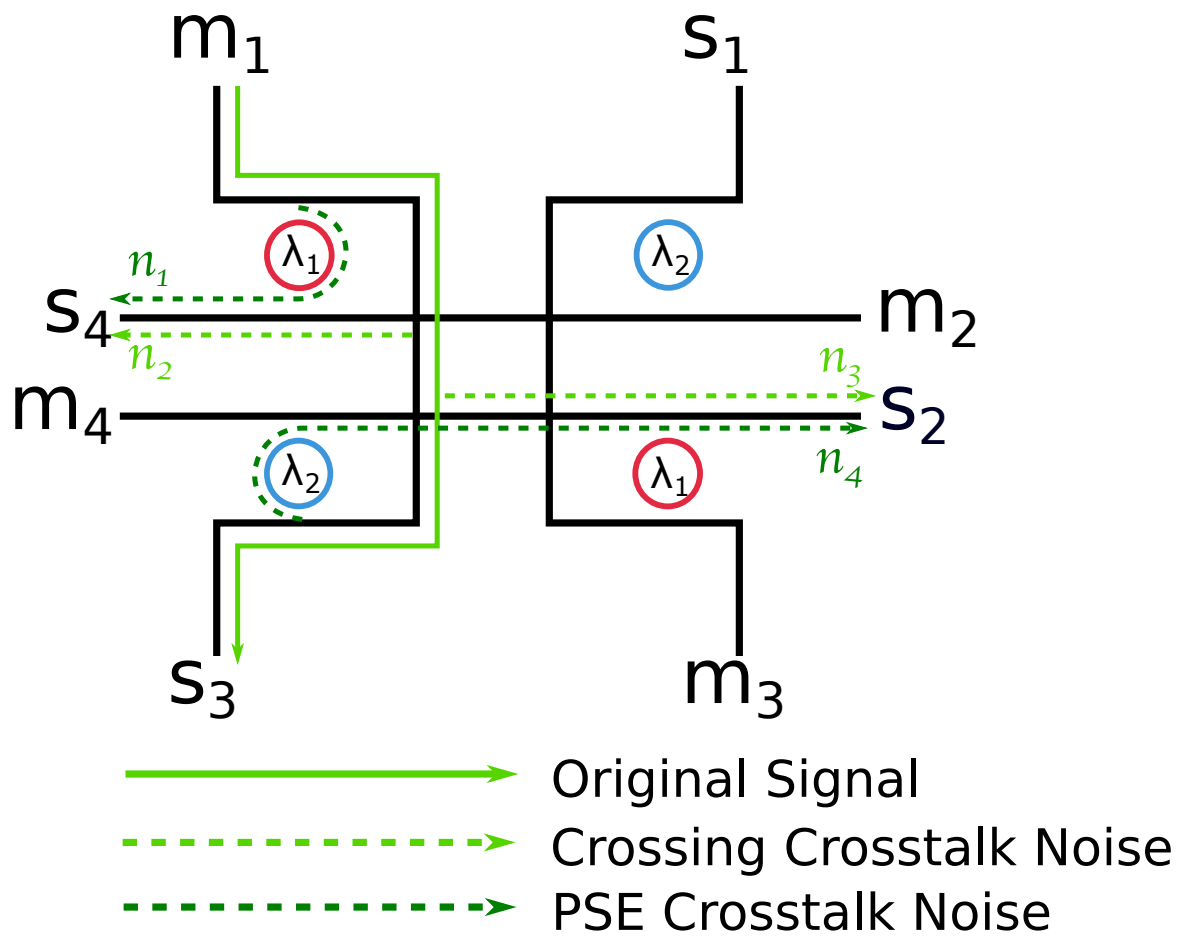 m₁ s₁
λ₁ λ₂
n₁
s₄ m₂
n₂ n₃
m₄ s₂
λ₂ λ₁ n₄
s₃ m₃
Original Signal
Crossing Crosstalk Noise
PSE Crosstalk Noise